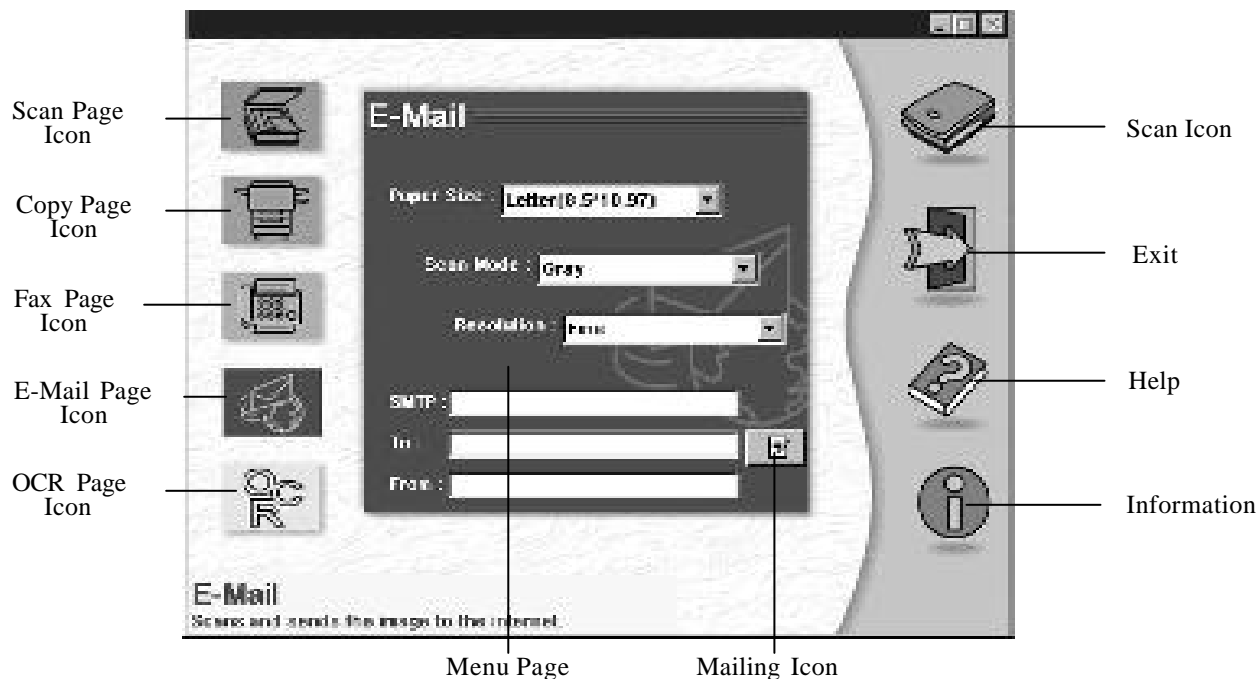 Scan Page
Icon
Copy Page
Icon
Fax Page
Icon
E-Mail Page
Icon
OCR Page
Icon
E-Mail
Paper Size : Letter(8.5*10.97)
Scan Mode : Gray
Resolution : Fine
SMTP :
To
From :
E-Mail
Scans and sends the image to the internet.
Scan Icon
Exit
Help
Information
Menu Page
Mailing Icon